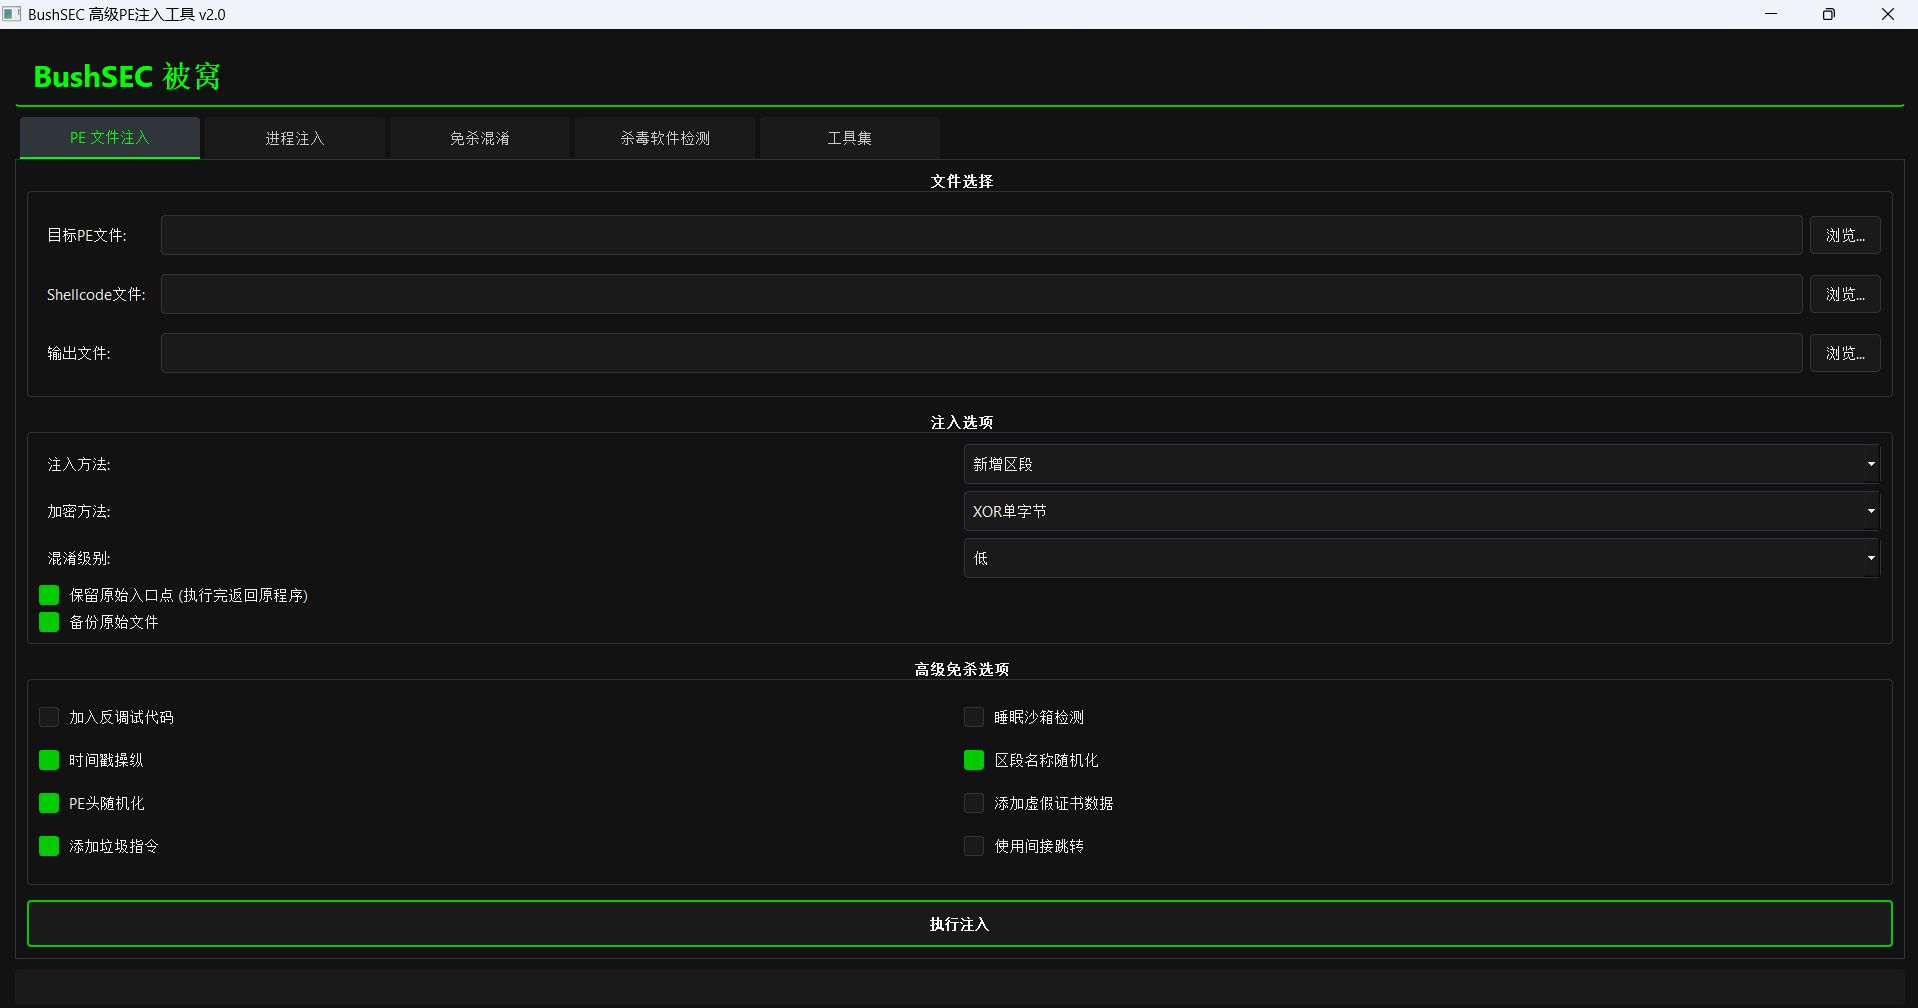 BushSEC 高级PE注入工具 v2.0
BushSEC 被窝
PE 文件注入 进程注入 免杀混淆 杀毒软件检测 工具集
文件选择
目标PE文件: 浏览...
Shellcode文件: 浏览...
输出文件: 浏览...
注入选项
注入方法: 新增区段
加密方法: XOR单字节
混淆级别: 低
保留原始入口点 (执行完返回原程序)
备份原始文件
高级免杀选项
加入反调试代码 睡眠沙箱检测
时间戳操纵 区段名称随机化
PE头随机化 添加虚假证书数据
添加垃圾指令 使用间接跳转
执行注入